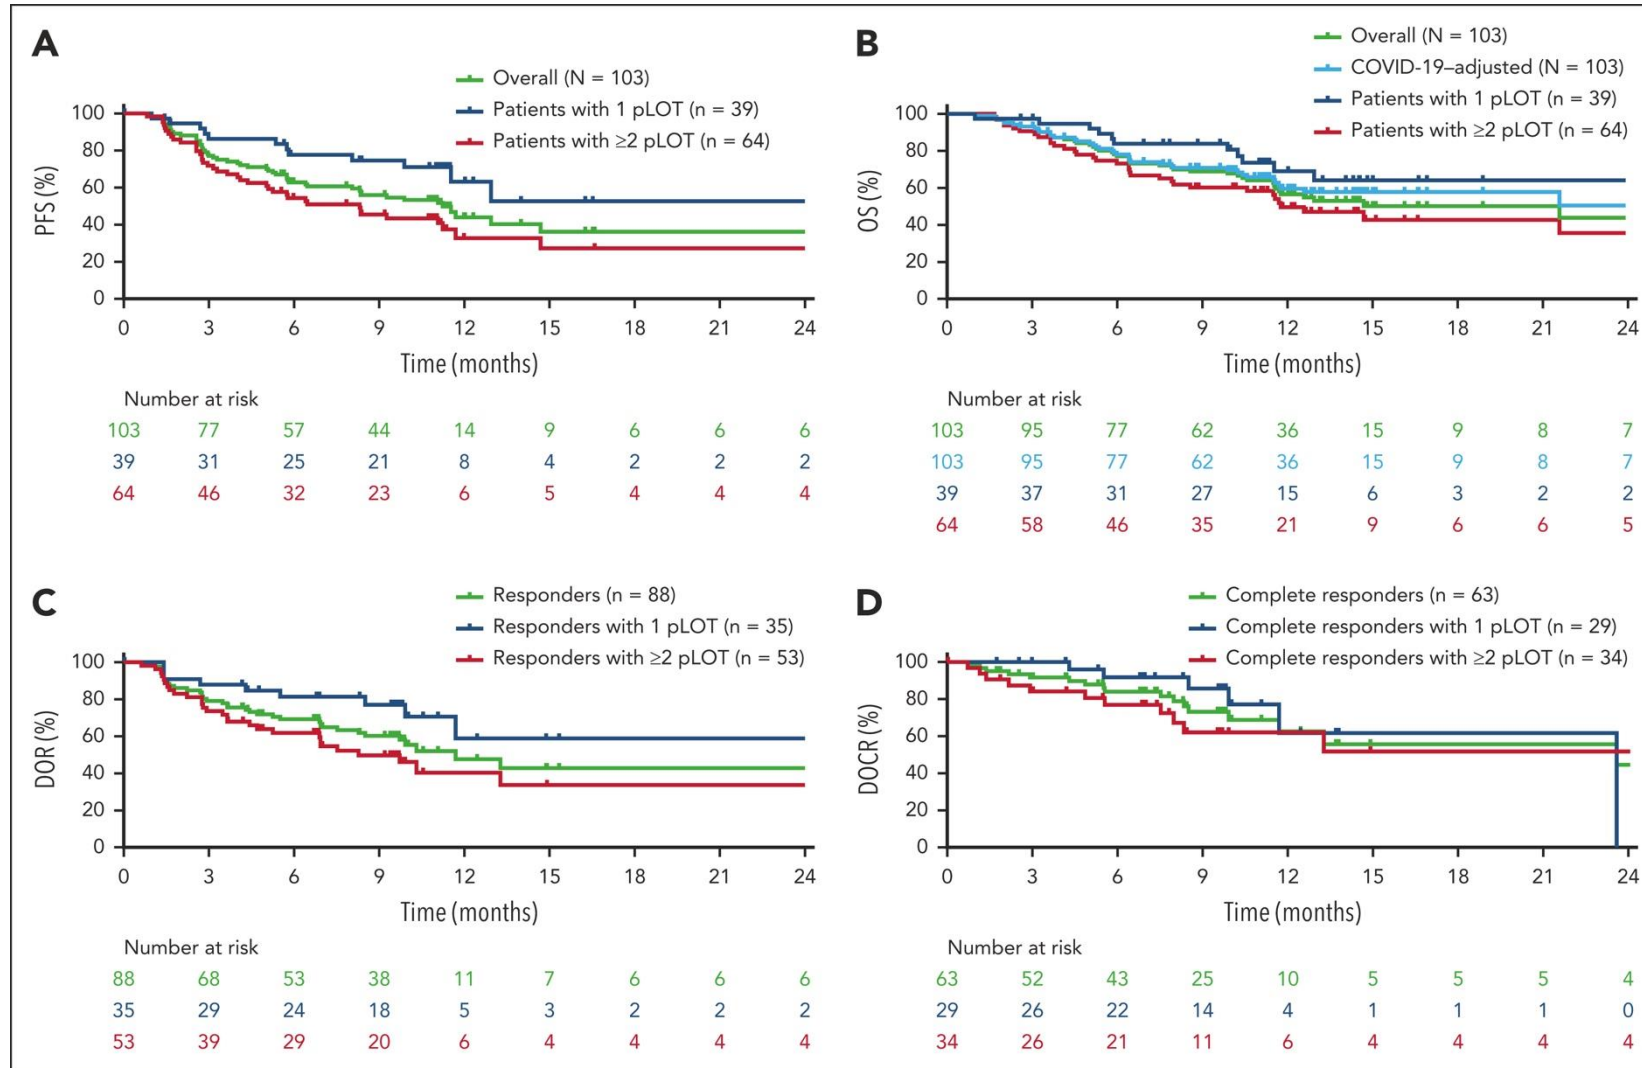 A
Overall (N = 103)
Patients with 1 pLOT (n = 39)
Patients with ≥2 pLOT (n = 64)
PFS (%)
100
80
60
40
20
0
0 3 6 9 12 15 18 21 24
Time (months)
Number at risk
103 77 57 44 14 9 6 6 6
39 31 25 21 8 4 2 2 2
64 46 32 23 6 5 4 4 4
B
Overall (N = 103)
COVID-19–adjusted (N = 103)
Patients with 1 pLOT (n = 39)
Patients with ≥2 pLOT (n = 64)
OS (%)
100
80
60
40
20
0
0 3 6 9 12 15 18 21 24
Time (months)
Number at risk
103 95 77 62 36 15 9 8 7
103 95 77 62 36 15 9 8 7
39 37 31 27 15 6 3 2 2
64 58 46 35 21 9 6 6 5
C
Responders (n = 88)
Responders with 1 pLOT (n = 35)
Responders with ≥2 pLOT (n = 53)
DOR (%)
100
80
60
40
20
0
0 3 6 9 12 15 18 21 24
Time (months)
Number at risk
88 68 53 38 11 7 6 6 6
35 29 24 18 5 3 2 2 2
53 39 29 20 6 4 4 4 4
D
Complete responders (n = 63)
Complete responders with 1 pLOT (n = 29)
Complete responders with ≥2 pLOT (n = 34)
DOCR (%)
100
80
60
40
20
0
0 3 6 9 12 15 18 21 24
Time (months)
Number at risk
63 52 43 25 10 5 5 5 4
29 26 22 14 4 1 1 1 0
34 26 21 11 6 4 4 4 4